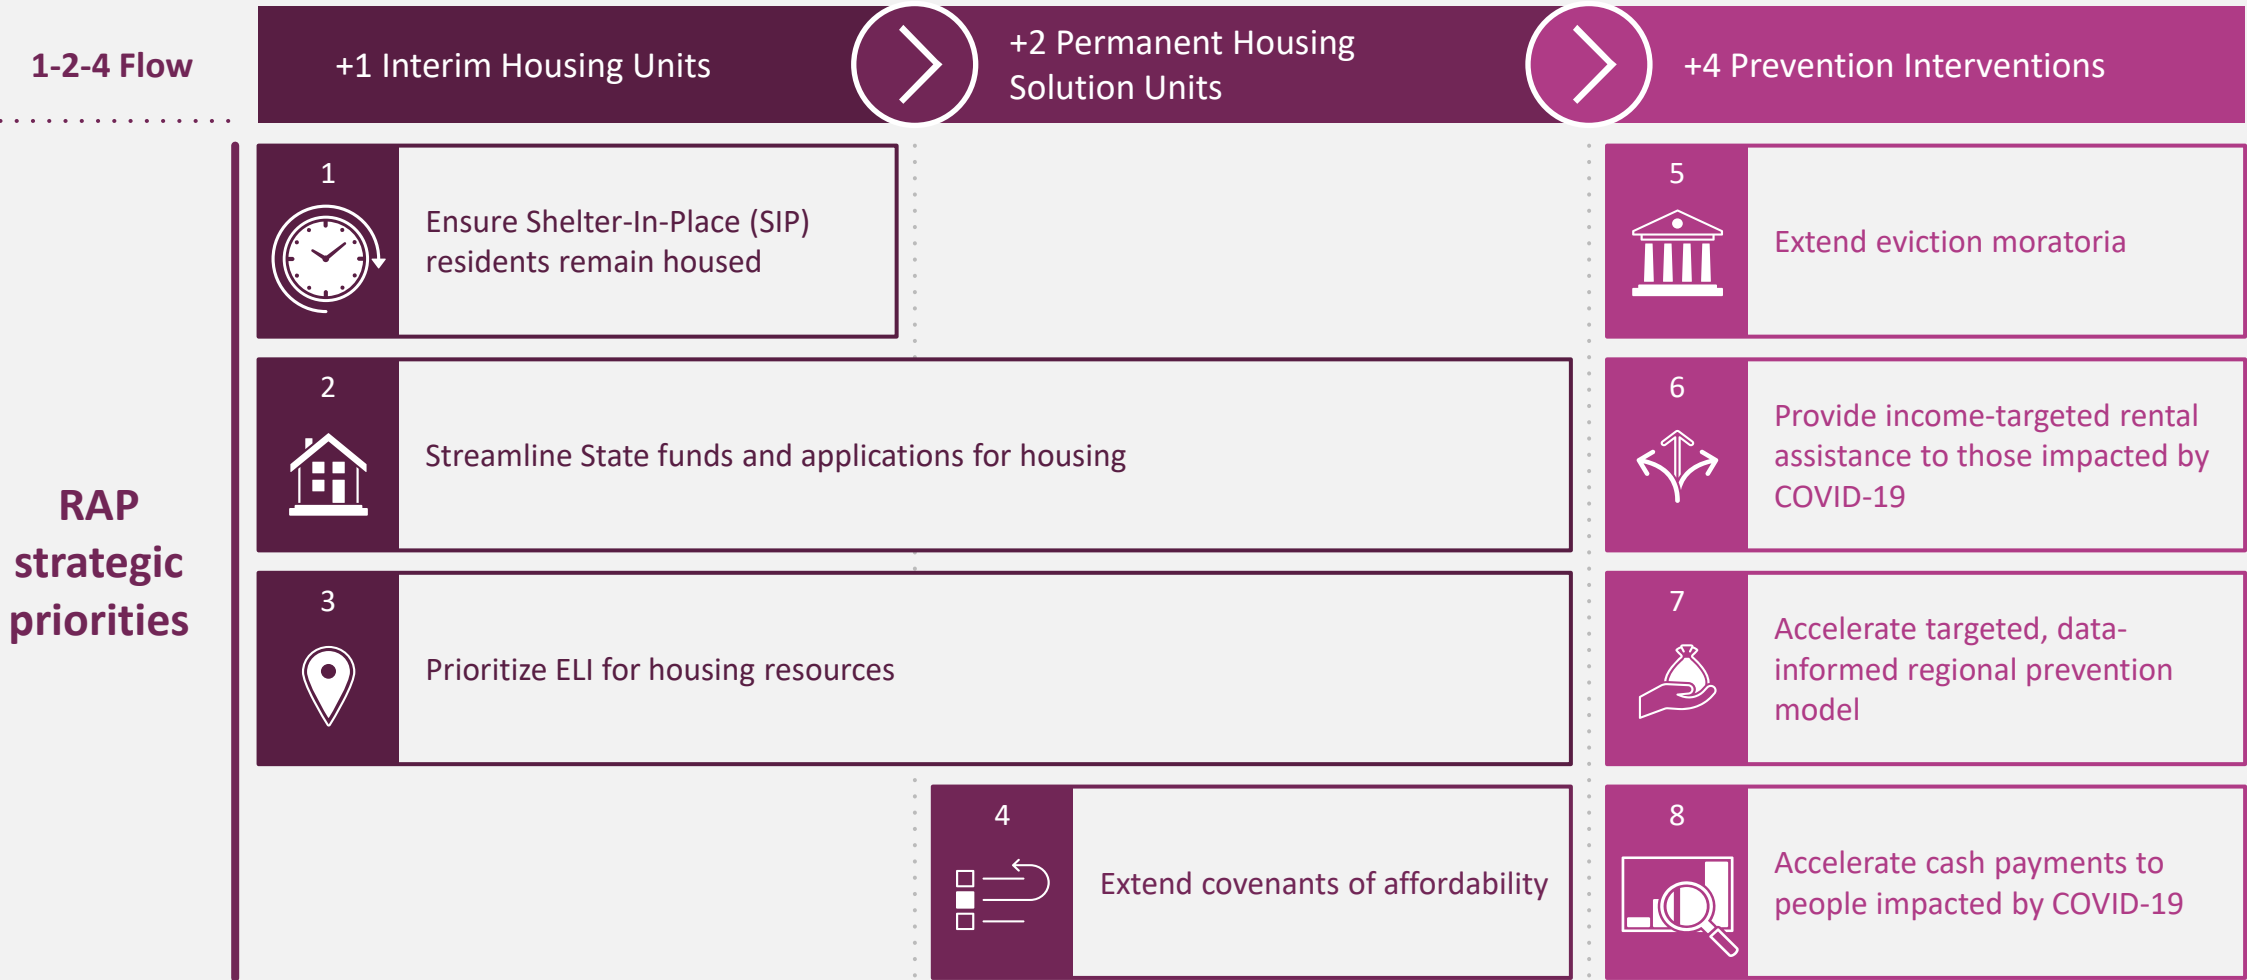 1-2-4 Flow
+1 Interim Housing Units
+2 Permanent Housing
Solution Units
+4 Prevention Interventions
RAP
strategic
priorities
1
Ensure Shelter-In-Place (SIP)
residents remain housed
2
Streamline State funds and applications for housing
3
Prioritize ELI for housing resources
4
Extend covenants of affordability
5
Extend eviction moratoria
6
Provide income-targeted rental
assistance to those impacted by
COVID-19
7
Accelerate targeted, data-
informed regional prevention
model
8
Accelerate cash payments to
people impacted by COVID-19